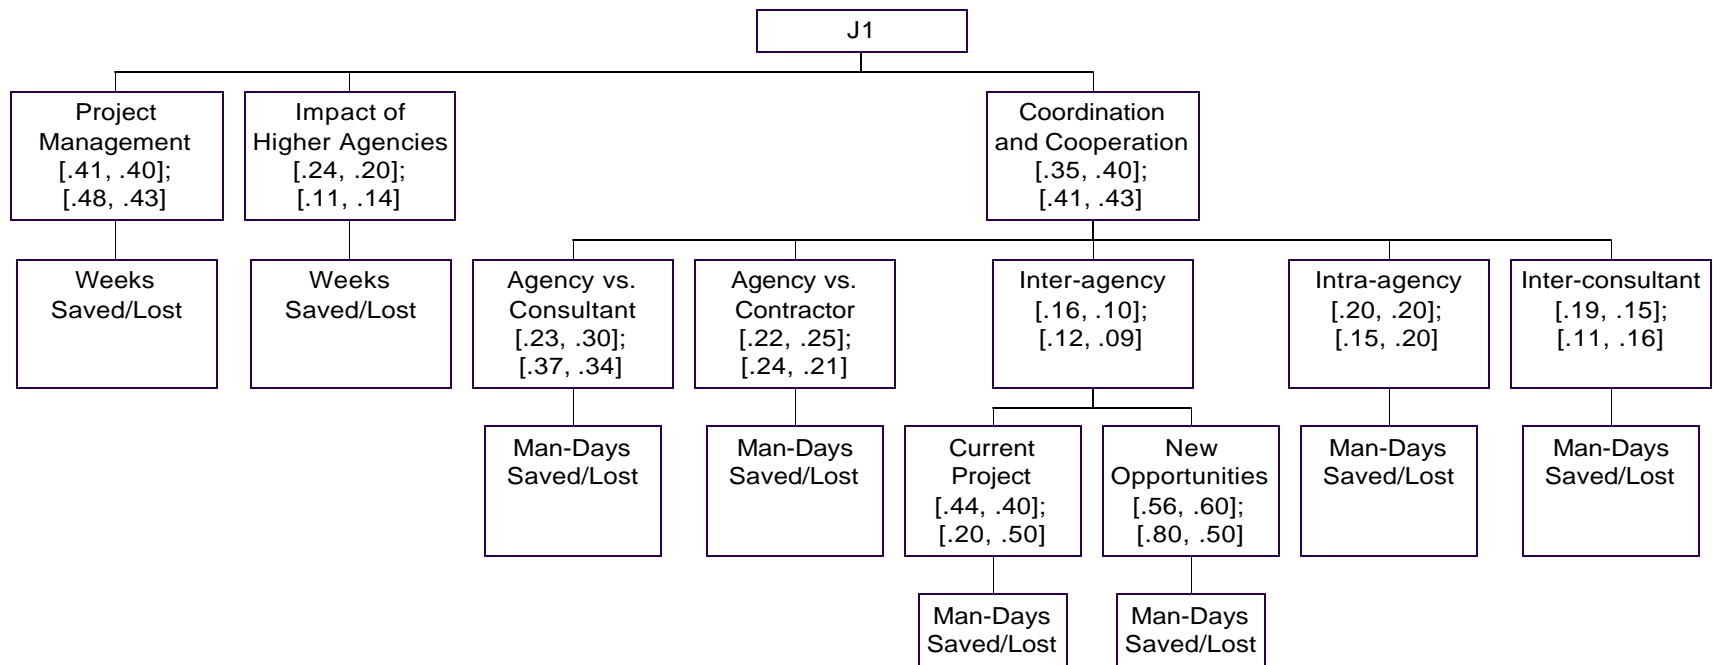 J1
Project
Management
[.41, .40];
[.48, .43]
Impact of
Higher Agencies
[.24, .20];
[.11, .14]
Coordination
and Cooperation
[.35, .40];
[.41, .43]
Weeks
Saved/Lost
Weeks
Saved/Lost
Agency vs.
Consultant
[.23, .30];
[.37, .34]
Agency vs.
Contractor
[.22, .25];
[.24, .21]
Inter-agency
[.16, .10];
[.12, .09]
Intra-agency
[.20, .20];
[.15, .20]
Inter-consultant
[.19, .15];
[.11, .16]
Man-Days
Saved/Lost
Man-Days
Saved/Lost
Current
Project
[.44, .40];
[.20, .50]
New
Opportunities
[.56, .60];
[.80, .50]
Man-Days
Saved/Lost
Man-Days
Saved/Lost
Man-Days
Saved/Lost
Man-Days
Saved/Lost